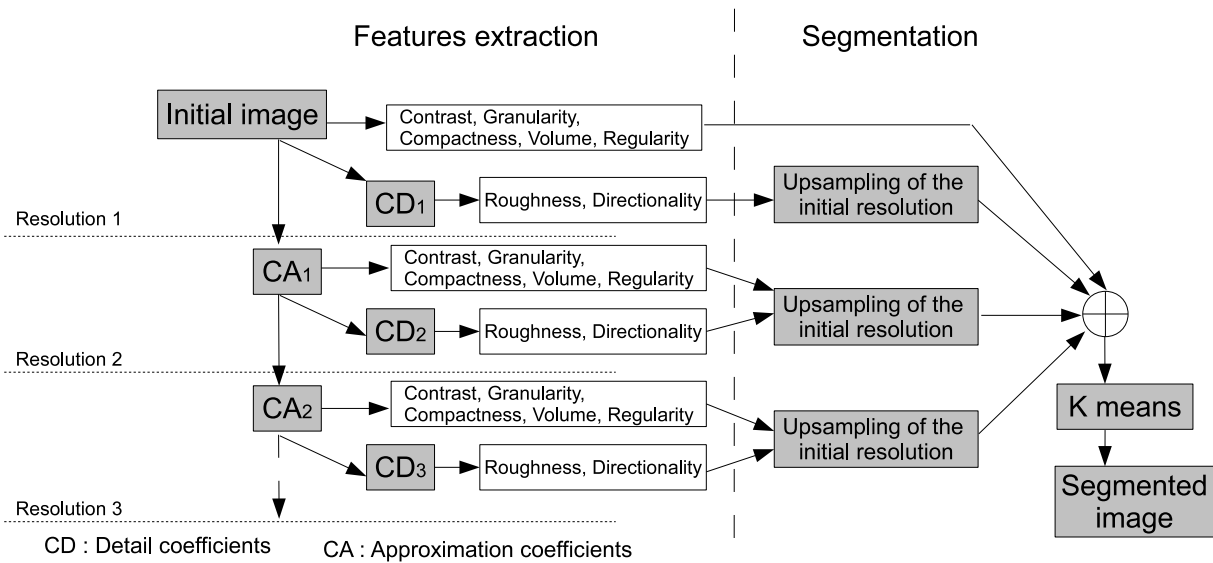 Features extraction
Segmentation
Initial image
Contrast, Granularity,
Compactness, Volume, Regularity
CD1
Roughness, Directionality
Upsampling of the
initial resolution
Resolution 1
CA1
Contrast, Granularity,
Compactness, Volume, Regularity
CD2
Roughness, Directionality
Upsampling of the
initial resolution
Resolution 2
CA2
Contrast, Granularity,
Compactness, Volume, Regularity
CD3
Roughness, Directionality
Upsampling of the
initial resolution
Resolution 3
K means
Segmented
image
CD : Detail coefficients
CA : Approximation coefficients